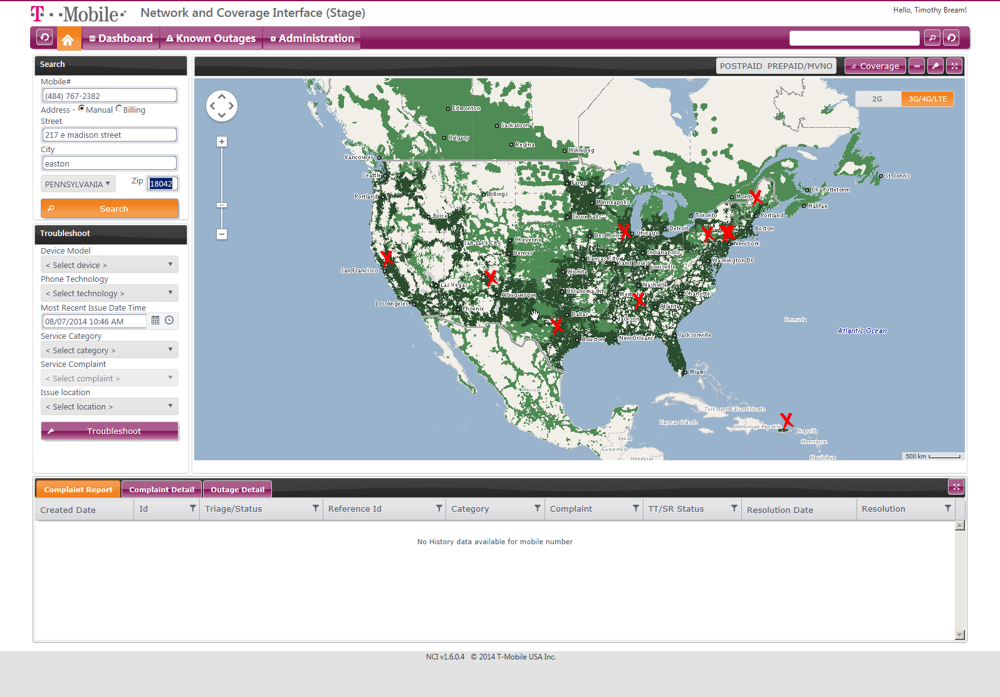 T··Mobile·
Network and Coverage Interface (Stage)
Hello, Timothy Bream!
Dashboard
Known Outages
Administration
Search
Mobile#
(484) 767-2382
Address - Manual Billing
Street
217 e madison street
City
easton
PENNSYLVANIA
Zip
18042
Search
Troubleshoot
Device Model
< Select device >
Phone Technology
< Select technology >
Most Recent Issue Date Time
08/07/2014 10:46 AM
Service Category
< Select category >
Service Complaint
< Select complaint >
Issue location
< Select location >
Troubleshoot
POSTPAID PREPAID/MVNO
Coverage
2G
3G/4G/LTE
Edmonton
Saskatoon
Calgary
Regina
Winnipeg
Vancouver
Seattle
St. John's
Fargo
Charlottetown
Billings
Portland
Montr
Minneapolis
Halifax
Boise
Sioux Falls
Toronto
Portland
Des Moine
Chicago
Detroit
Boston
Salt Lake City
Cheyenne
New York
Denver
Indianapolis
Kansas City
Saint Louis
Louisville
Washington DC
San Francisco
Wichita
Las Vegas
Nashville
Albuquerque
Oklahoma City
Mem
Charlotte
Los Angeles
Phoenix
Atlanta
Dallas
Jackson
Bermuda
Atlantic Ocean
Houston
New Orleans
Jacksonville
Miami
Mexico
Turks and Caicos Islands
Cayman Islands
Dominican Republic
Anguilla
Belize
Montserrat
Guatemala
Honduras
Martinique
500 km
Complaint Report
Complaint Detail
Outage Detail
Created Date
Id
Triage/Status
Reference Id
Category
Complaint
TT/SR Status
Resolution Date
Resolution
No History data available for mobile number
NCI v1.6.0.4 © 2014 T-Mobile USA Inc.